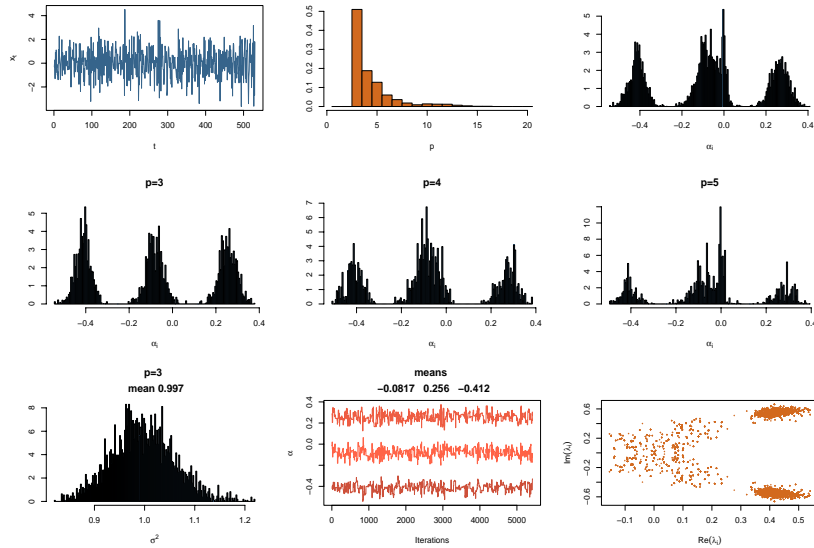 x_t
4
2
0
−2
0 100 200 300 400 500
t
0.5
0.4
0.3
0.2
0.1
0.0
0 5 10 15 20
p
5
4
3
2
1
0
−0.4 −0.2 0.0 0.2 0.4
α_i
p=3
5
4
3
2
1
0
−0.4 −0.2 0.0 0.2 0.4
α_i
p=4
6
5
4
3
2
1
0
−0.4 −0.2 0.0 0.2 0.4
α_i
p=5
10
8
6
4
2
0
−0.4 −0.2 0.0 0.2 0.4
α_i
p=3
mean 0.997
8
6
4
2
0
0.9 1.0 1.1 1.2
σ²
means
−0.0817 0.256 −0.412
α
0.4
0.2
0.0
−0.4
0 1000 2000 3000 4000 5000
Iterations
Im(λ_i)
0.6
0.4
0.2
0.0
−0.3
−0.6
−0.1 0.0 0.1 0.2 0.3 0.4 0.5
Re(λ_i)